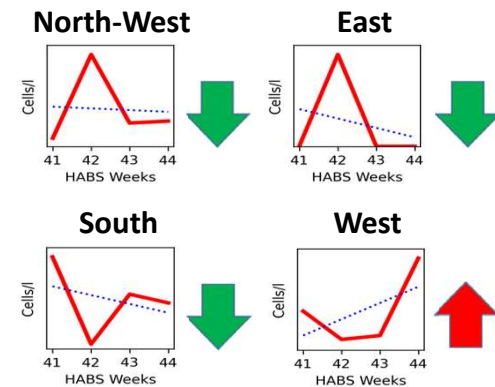 North-West
Cells/l
41 42 43 44
HABS Weeks
East
Cells/l
41 42 43 44
HABS Weeks
South
Cells/l
41 42 43 44
HABS Weeks
West
Cells/l
41 42 43 44
HABS Weeks